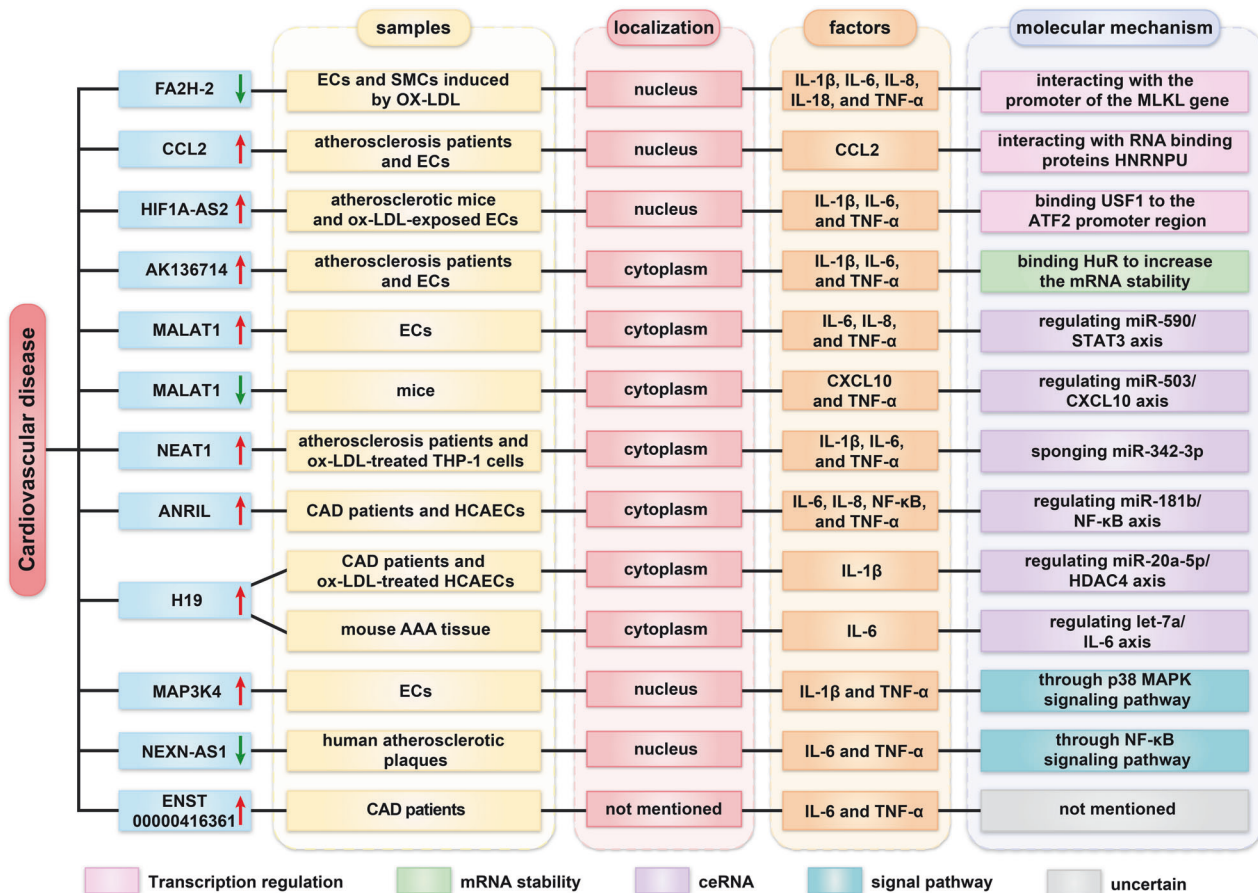 samples
localization
factors
molecular mechanism
Cardiovascular disease
FA2H-2
ECs and SMCs induced
by OX-LDL
nucleus
IL-1β, IL-6, IL-8,
IL-18, and TNF-α
interacting with the
promoter of the MLKL gene
CCL2
atherosclerosis patients
and ECs
nucleus
CCL2
interacting with RNA binding
proteins HNRNPU
HIF1A-AS2
atherosclerotic mice
and ox-LDL-exposed ECs
nucleus
IL-1β, IL-6,
and TNF-α
binding USF1 to the
ATF2 promoter region
AK136714
atherosclerosis patients
and ECs
cytoplasm
IL-1β, IL-6,
and TNF-α
binding HuR to increase
the mRNA stability
MALAT1
ECs
cytoplasm
IL-6, IL-8,
and TNF-α
regulating miR-590/
STAT3 axis
MALAT1
mice
cytoplasm
CXCL10
and TNF-α
regulating miR-503/
CXCL10 axis
NEAT1
atherosclerosis patients and
ox-LDL-treated THP-1 cells
cytoplasm
IL-1β, IL-6,
and TNF-α
sponging miR-342-3p
ANRIL
CAD patients and HCAECs
cytoplasm
IL-6, IL-8, NF-κB,
and TNF-α
regulating miR-181b/
NF-κB axis
H19
CAD patients and
ox-LDL-treated HCAECs
cytoplasm
IL-1β
regulating miR-20a-5p/
HDAC4 axis
mouse AAA tissue
cytoplasm
IL-6
regulating let-7a/
IL-6 axis
MAP3K4
ECs
nucleus
IL-1β and TNF-α
through p38 MAPK
signaling pathway
NEXN-AS1
human atherosclerotic
plaques
nucleus
IL-6 and TNF-α
through NF-κB
signaling pathway
ENST
00000416361
CAD patients
not mentioned
IL-6 and TNF-α
not mentioned
Transcription regulation
mRNA stability
ceRNA
signal pathway
uncertain